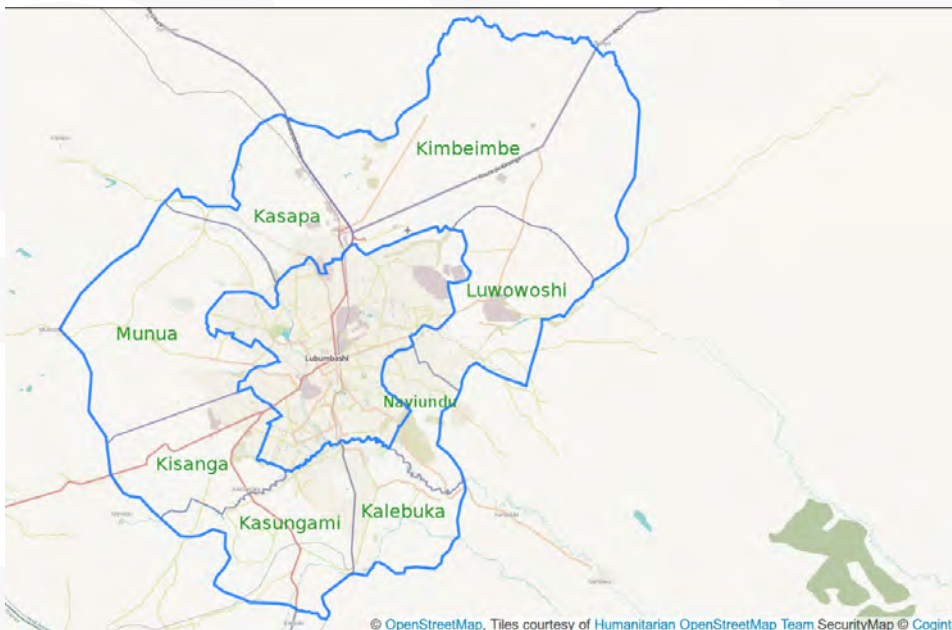 Kimbeimbe
Kasapa
Luwowoshi
Munua
Lubumbashi
Naviundu
Kisanga
Kasungami
Kalebuka
© OpenStreetMap, Tiles courtesy of Humanitarian OpenStreetMap Team SecurityMap © Cogint